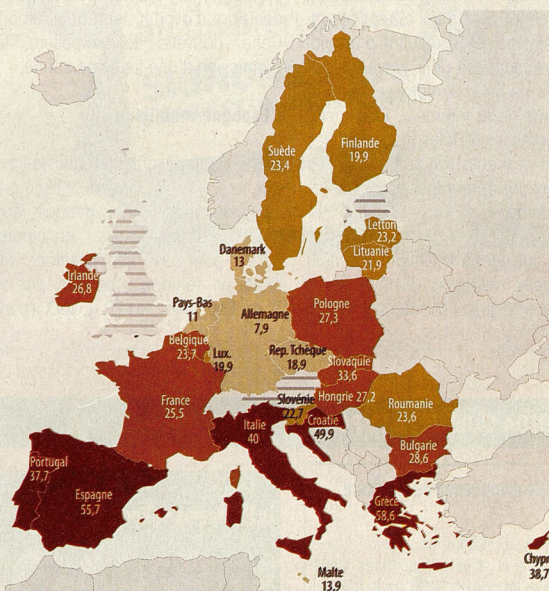 Suède
23,4
Finlande
19,9
Letton
23,2
Lituanie
21,9
Danemark
13
Irlande
26,8
Pays-Bas
11
Allemagne
7,9
Pologne
27,3
Belgique
23,7
Lux.
19,9
Rep. Tchèque
18,9
Slovaquie
33,6
France
25,5
Slovénie
22,7
Hongrie 27,2
Roumanie
23,6
Italie
40
Croatie
49,9
Bulgarie
28,6
Portugal
37,7
Espagne
55,7
Grèce
58,6
Chypr
38,7
Malte
13,9